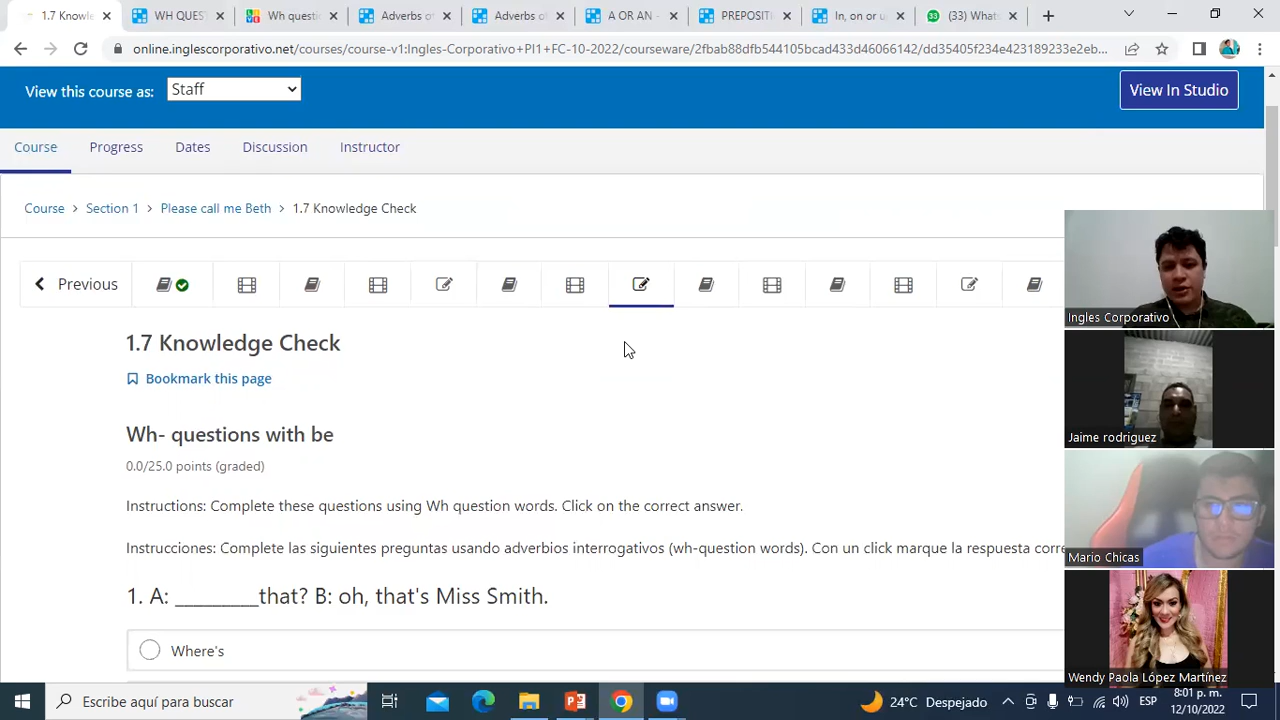 1.7 Knowle
WH QUEST
Wh questi
Adverbs o
Adverbs o
A OR AN -
PREPOSITI
In, on or u
(33) Whats
online.inglescorporativo.net/courses/course-v1:Ingles-Corporativo+PI1+FC-10-2022/courseware/2fbab88dfb544105bcad433d46066142/dd35405f234e423189233e2eb...
View this course as:
Staff
View In Studio
Course
Progress
Dates
Discussion
Instructor
Course > Section 1 > Please call me Beth > 1.7 Knowledge Check
Previous
1.7 Knowledge Check
Bookmark this page
Wh- questions with be
0.0/25.0 points (graded)
Instructions: Complete these questions using Wh question words. Click on the correct answer.
Instrucciones: Complete las siguientes preguntas usando adverbios interrogativos (wh-question words). Con un click marque la respuesta corre
1. A: _________that? B: oh, that's Miss Smith.
Where's
Ingles Corporativo
Jaime rodriguez
Mario Chicas
Wendy Paola López Martínez
Escribe aquí para buscar
24°C Despejado
ESP
8:01 p. m.
12/10/2022